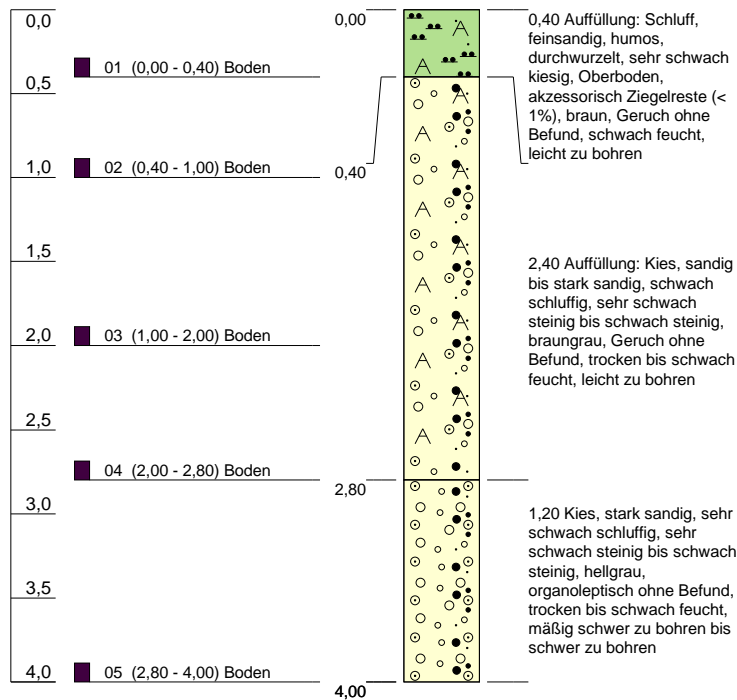 0,0
0,5
1,0
1,5
2,0
2,5
3,0
3,5
4,0
01 (0,00 - 0,40) Boden
02 (0,40 - 1,00) Boden
03 (1,00 - 2,00) Boden
04 (2,00 - 2,80) Boden
05 (2,80 - 4,00) Boden
0,00
0,40
2,80
4,00
0,40 Auffüllung: Schluff,
feinsandig, humos,
durchwurzelt, sehr schwach
kiesig, Oberboden,
akzessorisch Ziegelreste (<
1%), braun, Geruch ohne
Befund, schwach feucht,
leicht zu bohren
2,40 Auffüllung: Kies, sandig
bis stark sandig, schwach
schluffig, sehr schwach
steinig bis schwach steinig,
braungrau, Geruch ohne
Befund, trocken bis schwach
feucht, leicht zu bohren
1,20 Kies, stark sandig, sehr
schwach schluffig, sehr
schwach steinig bis schwach
steinig, hellgrau,
organoleptisch ohne Befund,
trocken bis schwach feucht,
mäßig schwer zu bohren bis
schwer zu bohren